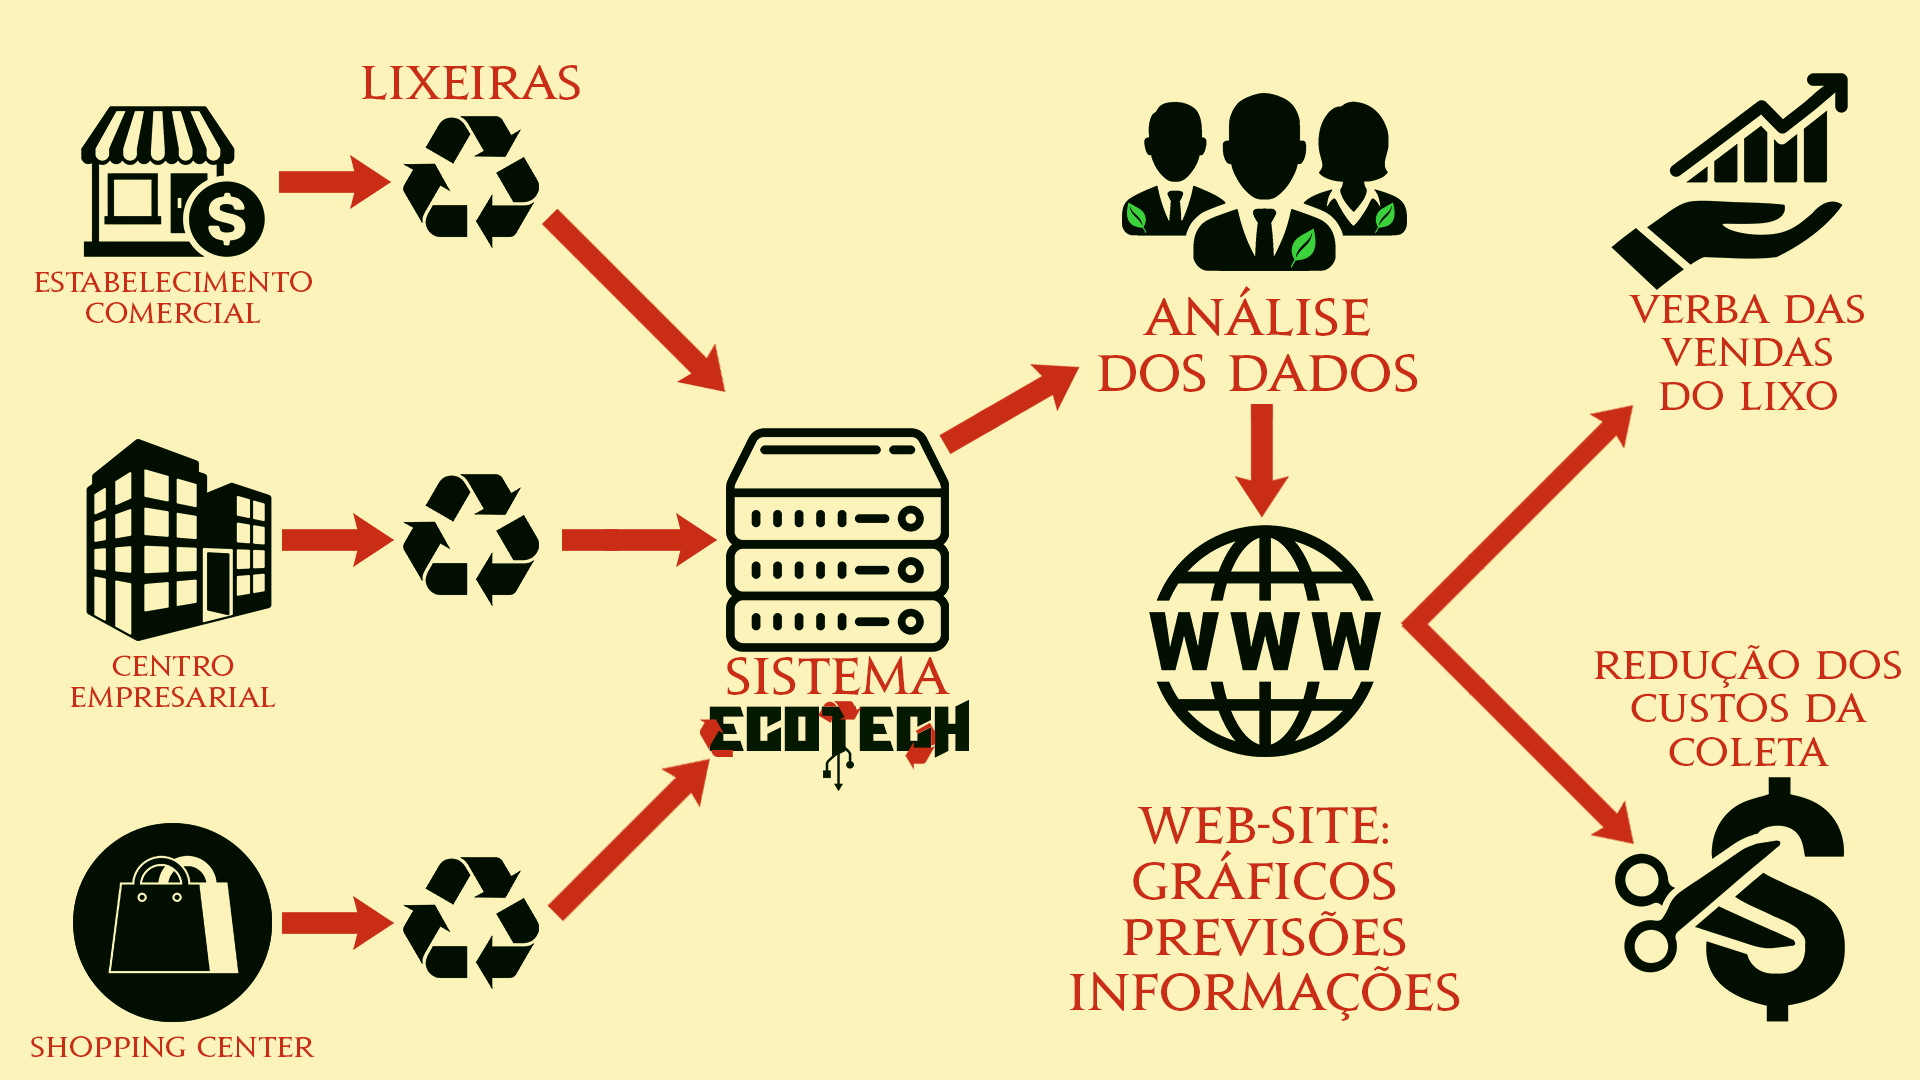 LIXEIRAS
ESTABELECIMENTO
COMERCIAL
CENTRO
EMPRESARIAL
SHOPPING CENTER
SISTEMA
ECOTECH
ANÁLISE
DOS DADOS
WWW
WEB-SITE:
GRÁFICOS
PREVISÕES
INFORMAÇÕES
VERBA DAS
VENDAS
DO LIXO
REDUÇÃO DOS
CUSTOS DA
COLETA